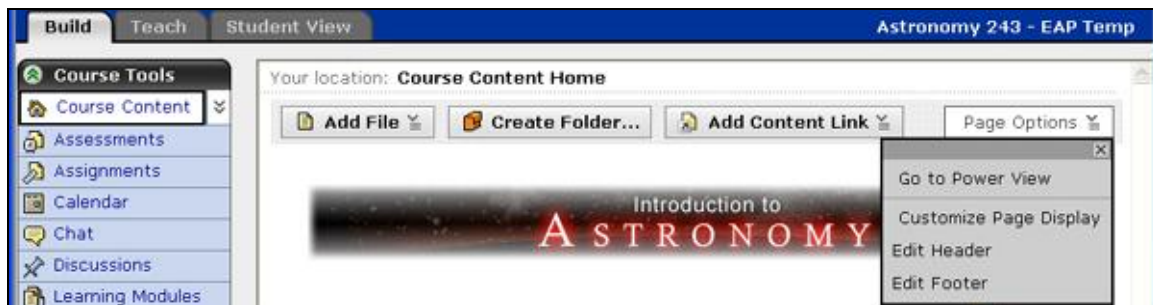 Build Teach Student View Astronomy 243 - EAP Temp
Course Tools
Course Content
Assessments
Assignments
Calendar
Chat
Discussions
Learning Modules
Your location: Course Content Home
Add File Create Folder... Add Content Link Page Options
Introduction to
ASTRONOMY
Go to Power View
Customize Page Display
Edit Header
Edit Footer